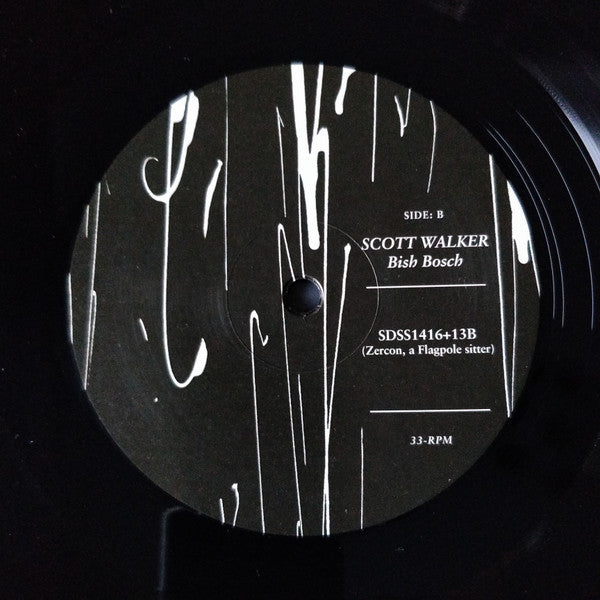 SIDE: B
SCOTT WALKER
Bish Bosch
SDSS1416+13B
(Zercon, a Flagpole sitter)
33-RPM